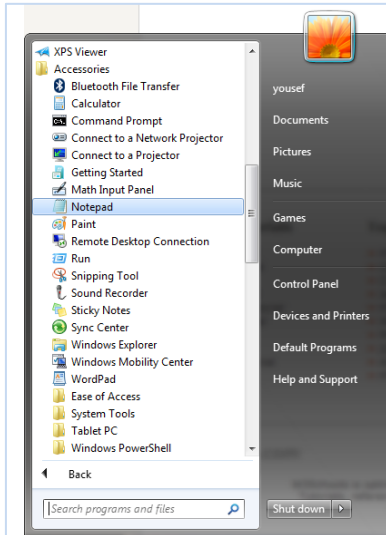 XPS Viewer
Accessories
Bluetooth File Transfer
Calculator
Command Prompt
Connect to a Network Projector
Connect to a Projector
Getting Started
Math Input Panel
Notepad
Paint
Remote Desktop Connection
Run
Snipping Tool
Sound Recorder
Sticky Notes
Sync Center
Windows Explorer
Windows Mobility Center
WordPad
Ease of Access
System Tools
Tablet PC
Windows PowerShell
Back
Search programs and files
yousef
Documents
Pictures
Music
Games
Computer
Control Panel
Devices and Printers
Default Programs
Help and Support
Shut down